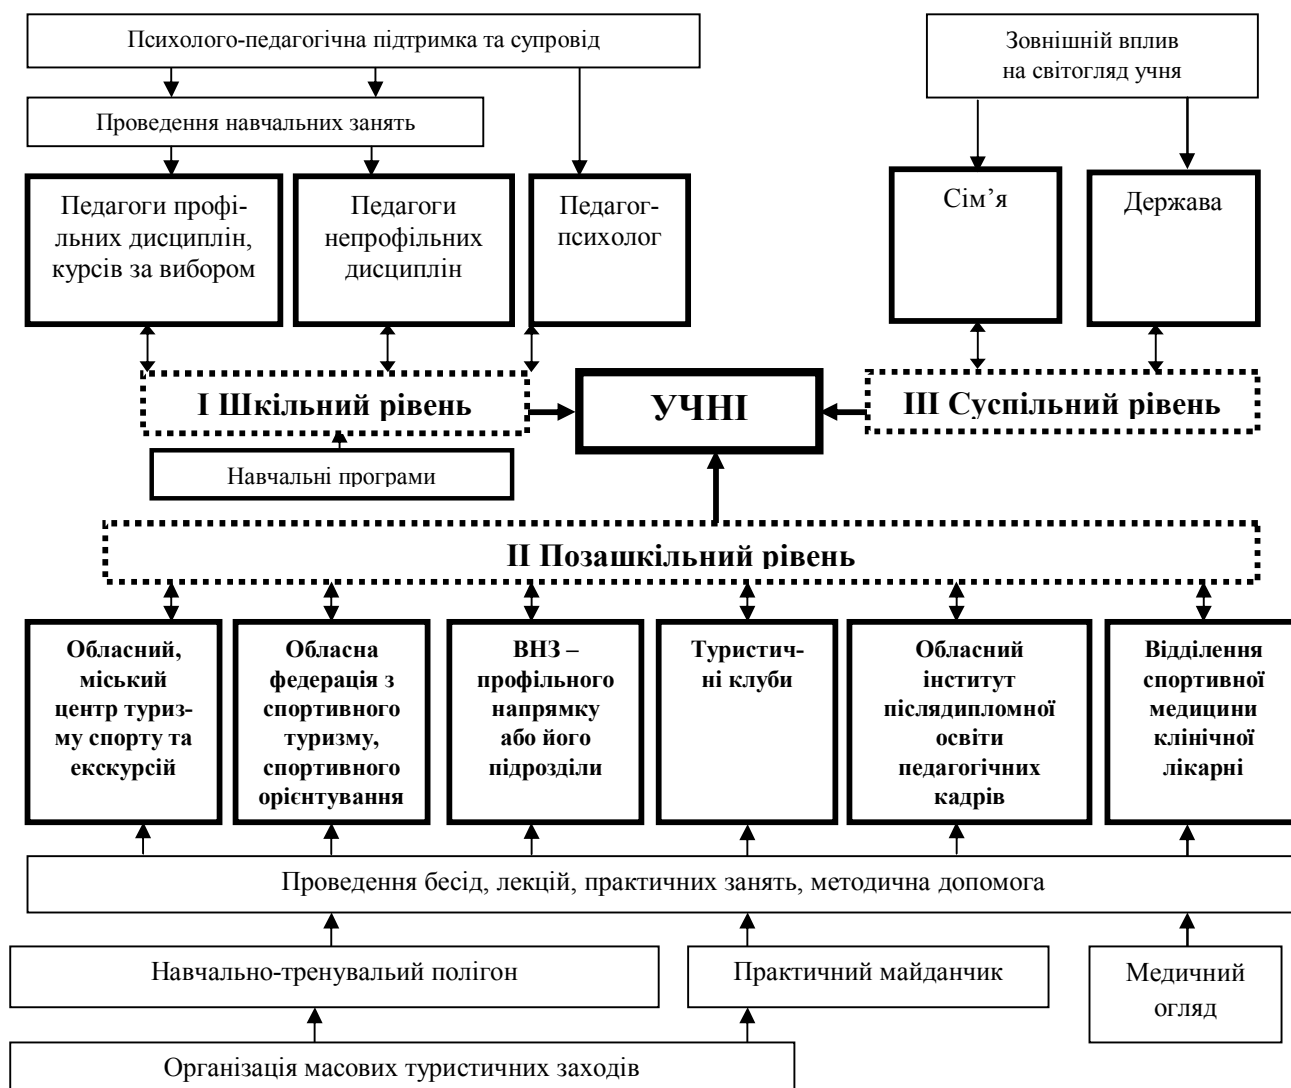 Психолого-педагогічна підтримка та супровід
Зовнішній вплив
на світогляд учня
Проведення навчальних занять
Педагоги профі-
льних дисциплін,
курсів за вибором
Педагоги
непрофільних
дисциплін
Педагог-
психолог
Сім’я
Держава
І Шкільний рівень
УЧНІ
ІІІ Суспільний рівень
Навчальні програми
ІІ Позашкільний рівень
Обласний,
міський
центр туриз-
му спорту та
екскурсій
Обласна
федерація з
спортивного
туризму,
спортивного
орієнтування
ВНЗ –
профільного
напрямку
або його
підрозділи
Туристич-
ні клуби
Обласний
інститут
післядипломної
освіти
педагогічних
кадрів
Відділення
спортивної
медицини
клінічної
лікарні
Проведення бесід, лекцій, практичних занять, методична допомога
Навчально-тренувальий полігон
Практичний майданчик
Медичний
огляд
Організація масових туристичних заходів